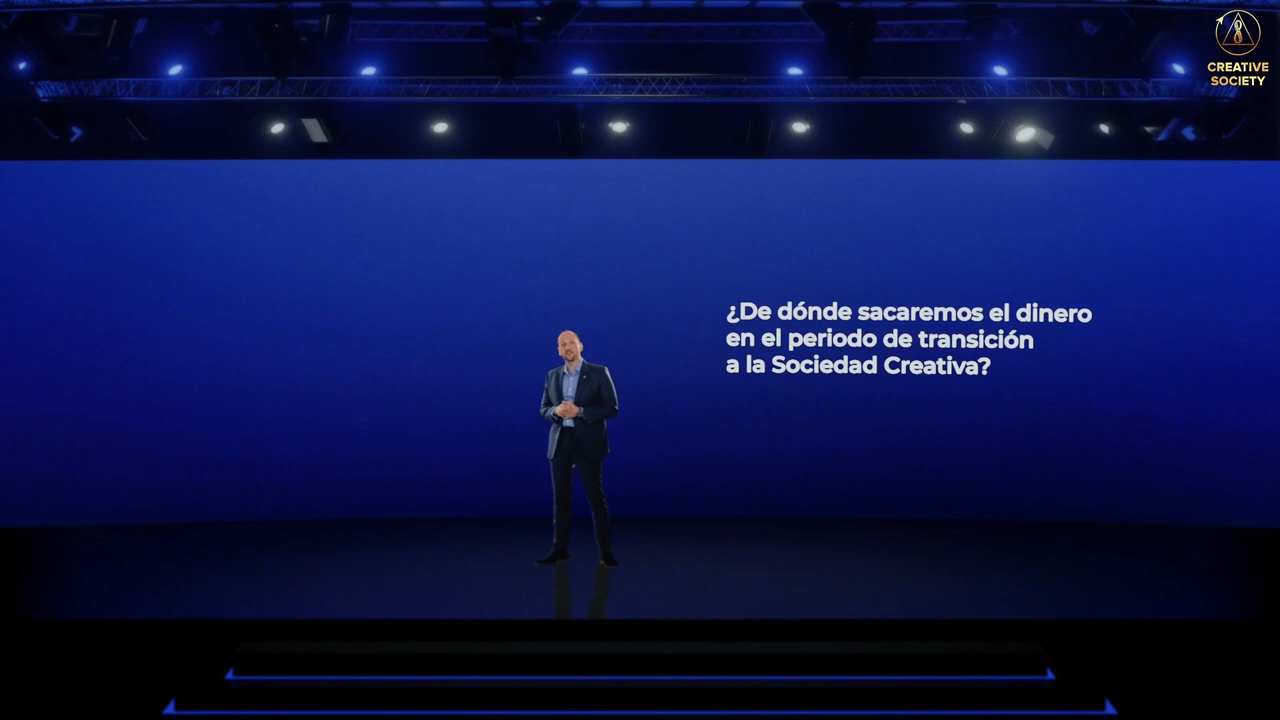 CREATIVE
SOCIETY
¿De dónde sacaremos el dinero
en el periodo de transición
a la Sociedad Creativa?